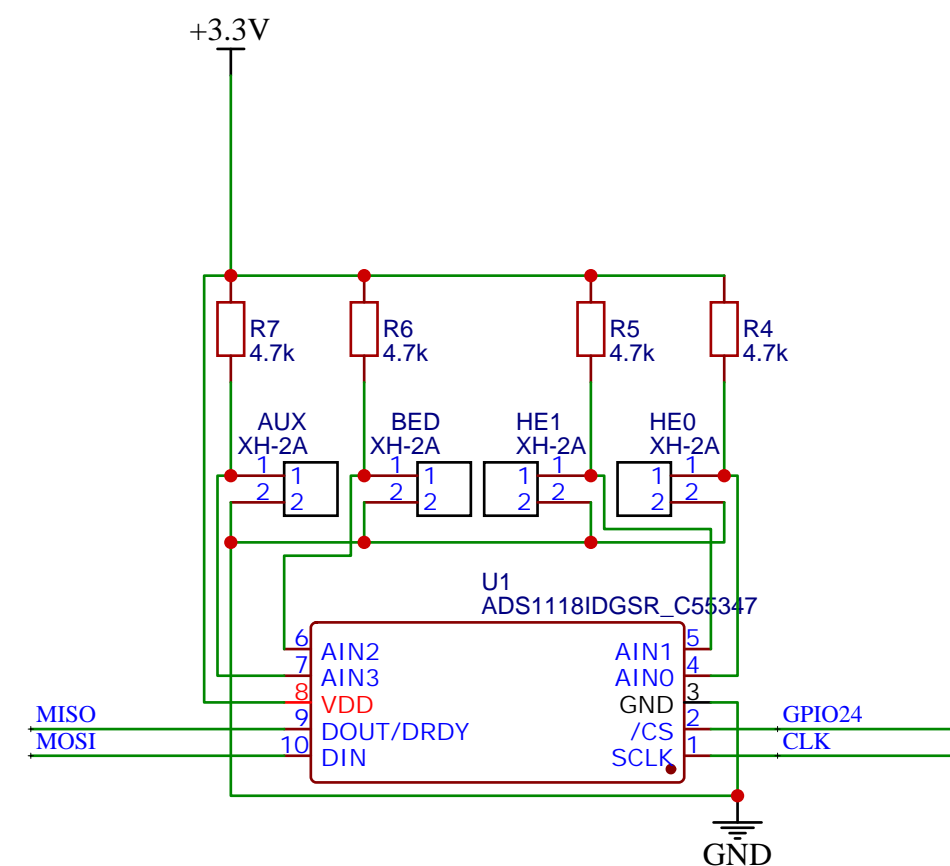 +3.3V
R7
4.7k
R6
4.7k
R5
4.7k
R4
4.7k
AUX
XH-2A
1 1
2 2
BED
XH-2A
1 1
2 2
HE1
XH-2A
1 1
2 2
HE0
XH-2A
1 1
2 2
U1
ADS1118IDGSR_C55347
6 AIN2
7 AIN3
8 VDD
9 DOUT/DRDY
10 DIN
AIN1 5
AIN0 4
GND 3
/CS 2
SCLK 1
MISO
MOSI
GPIO24
CLK
GND